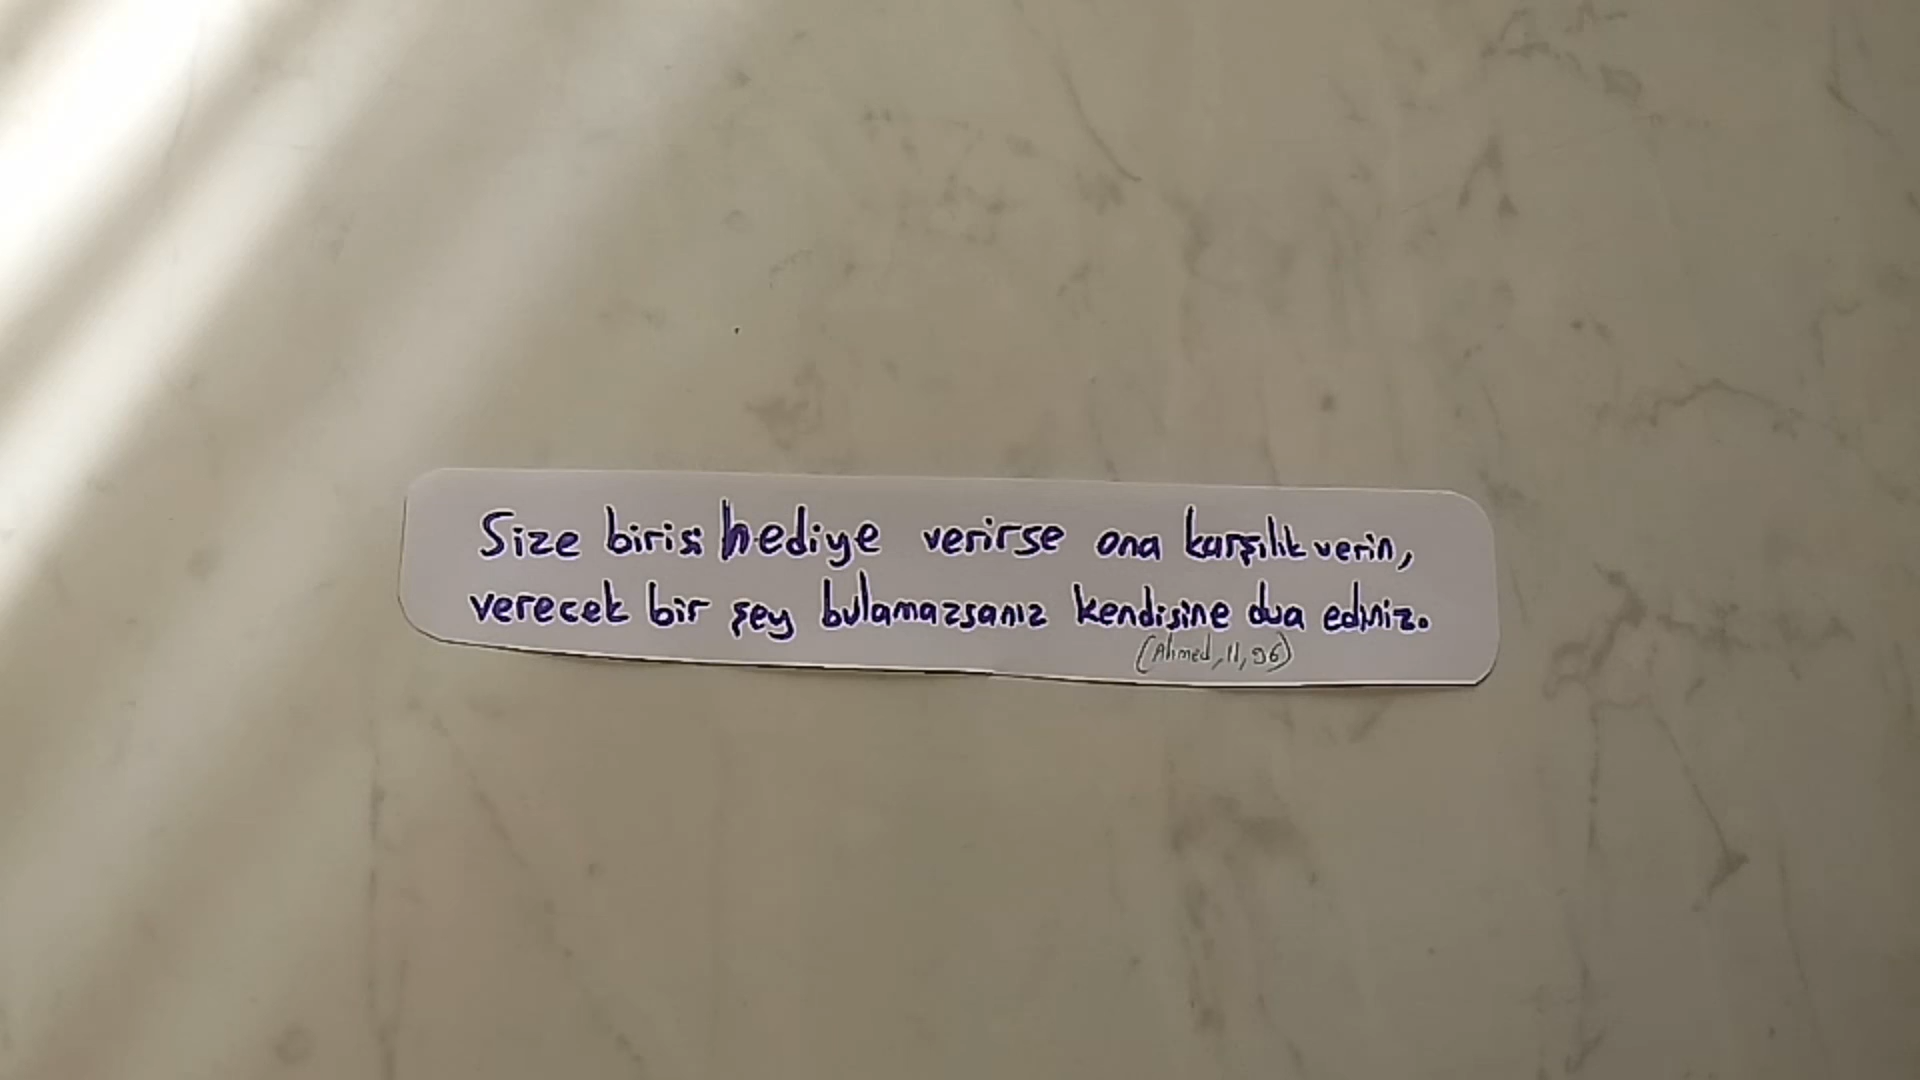 Size birisi hediye verirse ona karşılık verin,
verecek bir şey bulamazsanız kendisine dua ediniz.
(Ahmed, II, 96)